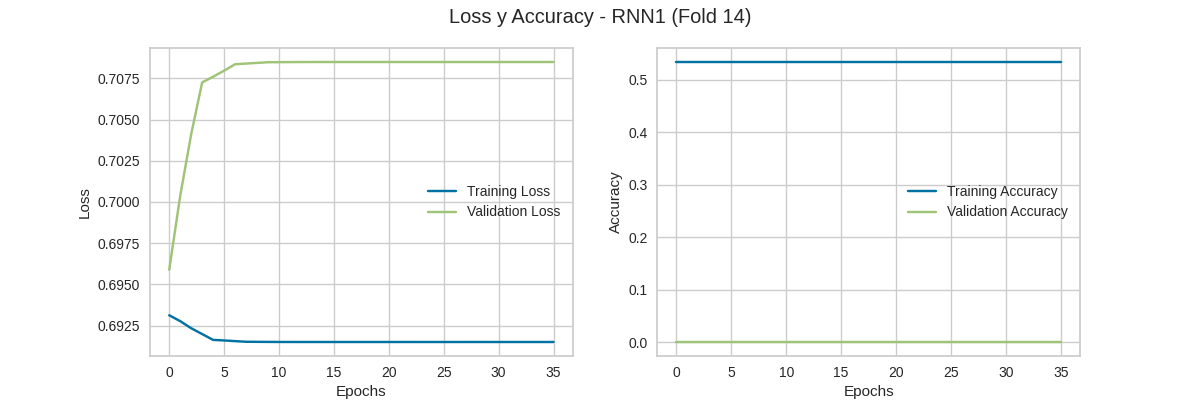 Loss y Accuracy - RNN1 (Fold 14)
0.7075
0.7050
0.7025
0.7000
0.6975
0.6950
0.6925
Loss
Training Loss
Validation Loss
0 5 10 15 20 25 30 35
Epochs
0.5
0.4
0.3
0.2
0.1
0.0
Accuracy
Training Accuracy
Validation Accuracy
0 5 10 15 20 25 30 35
Epochs